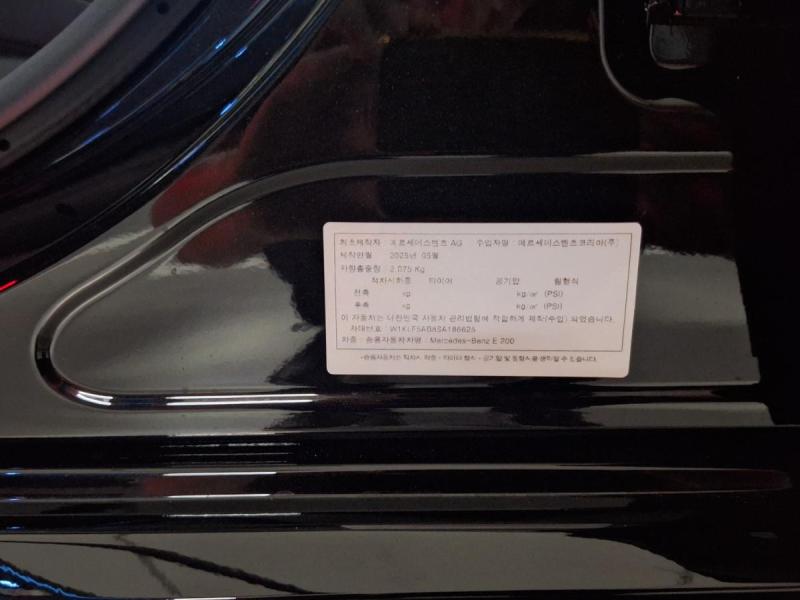 최초제작자 : 메르세데스벤츠 AG 수입자명 : 메르세데스벤츠코리아(주)
제작연월 : 2025년 05월
차량총중량 : 2,075 Kg
적차시하중 타이어 공기압 휠형식
전축 kg kg/㎠ (PSI)
후축 kg kg/㎠ (PSI)
이 자동차는 대한민국 자동차 관리법령에 적합하게 제작(수입) 되었습니다.
차대번호 :
차종 : 승용자동차 차명 : Mercedes-Benz E 200